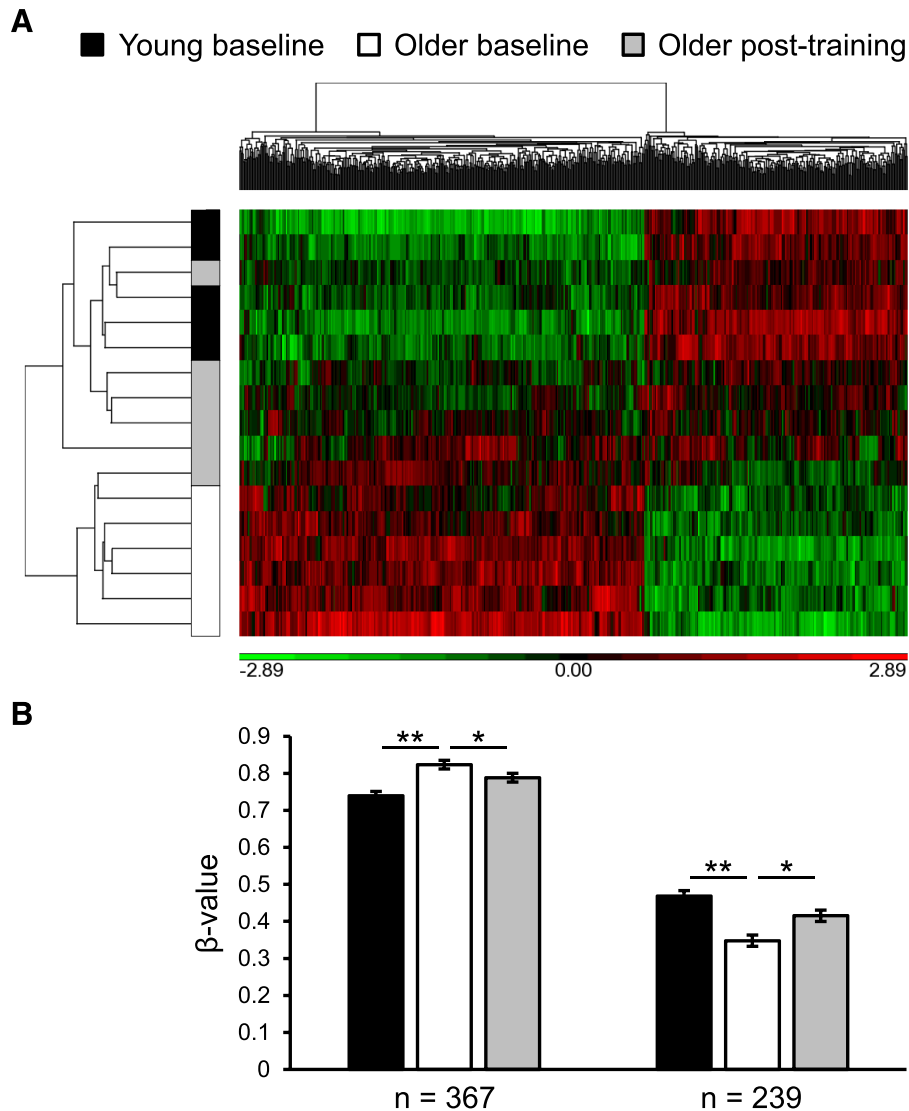 A
Young baseline Older baseline Older post-training
-2.89 0.00 2.89
B
0.9
0.8
0.7
0.6
0.5
0.4
0.3
0.2
0.1
0
β-value
** *
** *
n = 367 n = 239